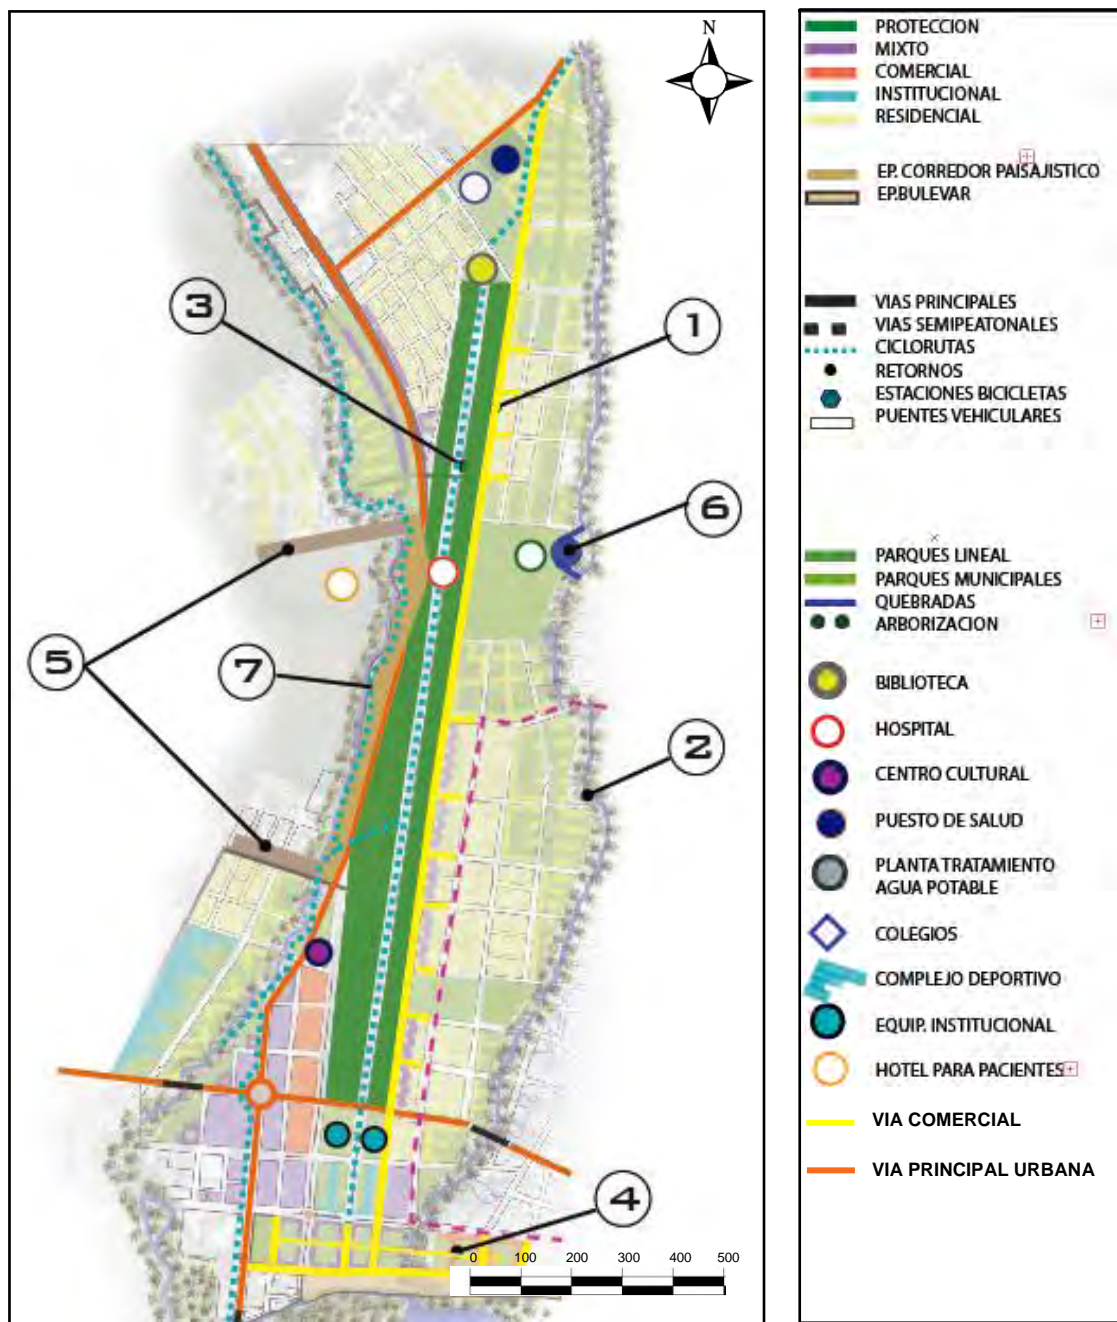 N
3
1
6
5
7
2
4
0 100 200 300 400 500
PROTECCION
MIXTO
COMERCIAL
INSTITUCIONAL
RESIDENCIAL
EP. CORREDOR PAISAJISTICO
EP.BULEVAR
VIAS PRINCIPALES
VIAS SEMIPEATONALES
CICLORUTAS
RETORNOS
ESTACIONES BICICLETAS
PUENTES VEHICULARES
PARQUES LINEAL
PARQUES MUNICIPALES
QUEBRADAS
ARBORIZACION
BIBLIOTECA
HOSPITAL
CENTRO CULTURAL
PUESTO DE SALUD
PLANTA TRATAMIENTO
AGUA POTABLE
COLEGIOS
COMPLEJO DEPORTIVO
EQUIP. INSTITUCIONAL
HOTEL PARA PACIENTES
VIA COMERCIAL
VIA PRINCIPAL URBANA